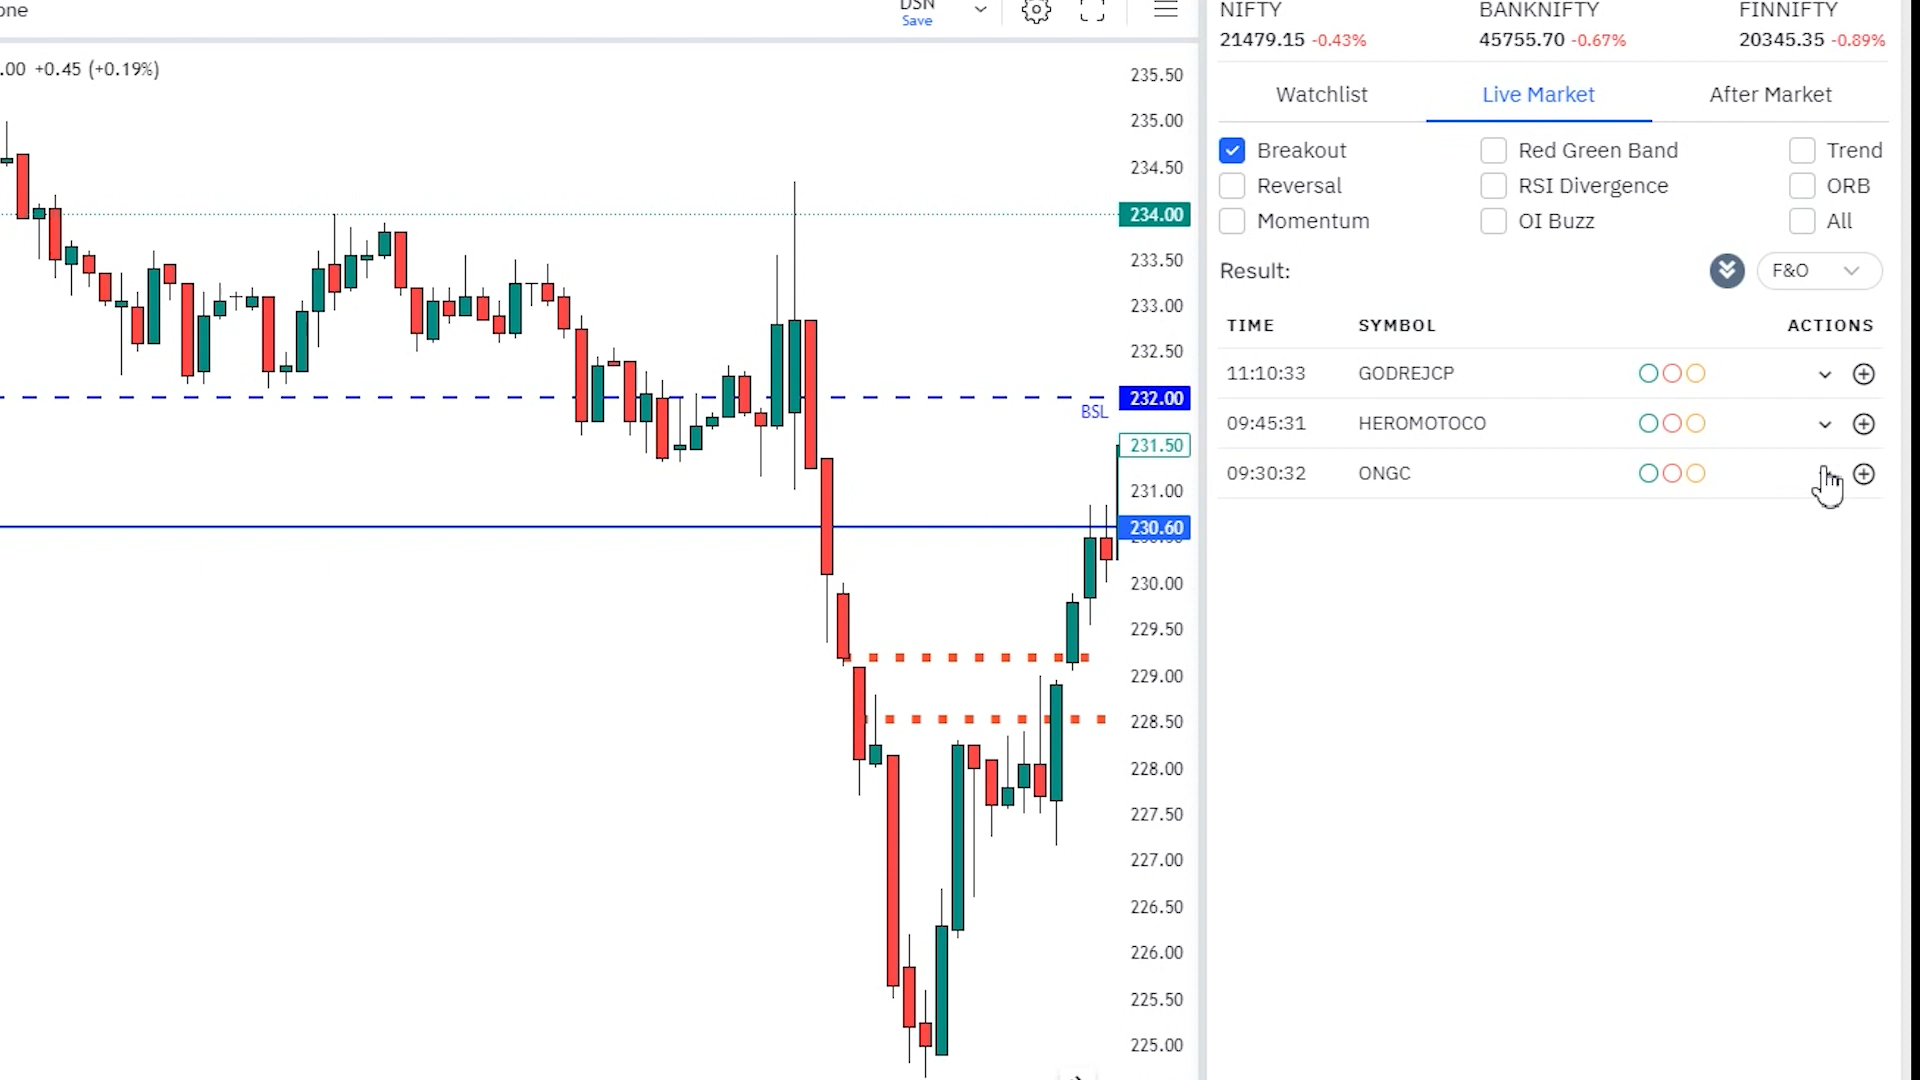 one
DSN
Save
.00 +0.45 (+0.19%)
235.50
235.00
234.50
234.00
233.50
233.00
232.50
232.00
BSL
231.50
231.00
230.60
230.00
229.50
229.00
228.50
228.00
227.50
227.00
226.50
226.00
225.50
225.00
NIFTY BANKNIFTY FINNIFTY
21479.15 -0.43% 45755.70 -0.67% 20345.35 -0.89%
Watchlist Live Market After Market
Breakout Red Green Band Trend
Reversal RSI Divergence ORB
Momentum OI Buzz All
Result: F&O
TIME SYMBOL ACTIONS
11:10:33 GODREJCP
09:45:31 HEROMOTOCO
09:30:32 ONGC